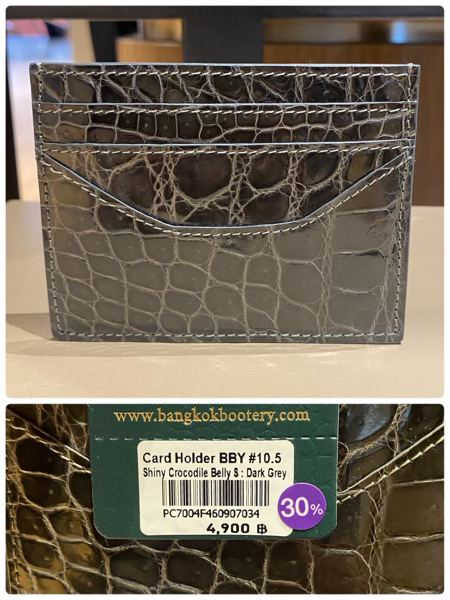 www.bangkokbootery.com
Card Holder BBY #10.5
Shiny Crocodile Belly S : Dark Grey
PC7004F460907034
4,900 ฿
30%